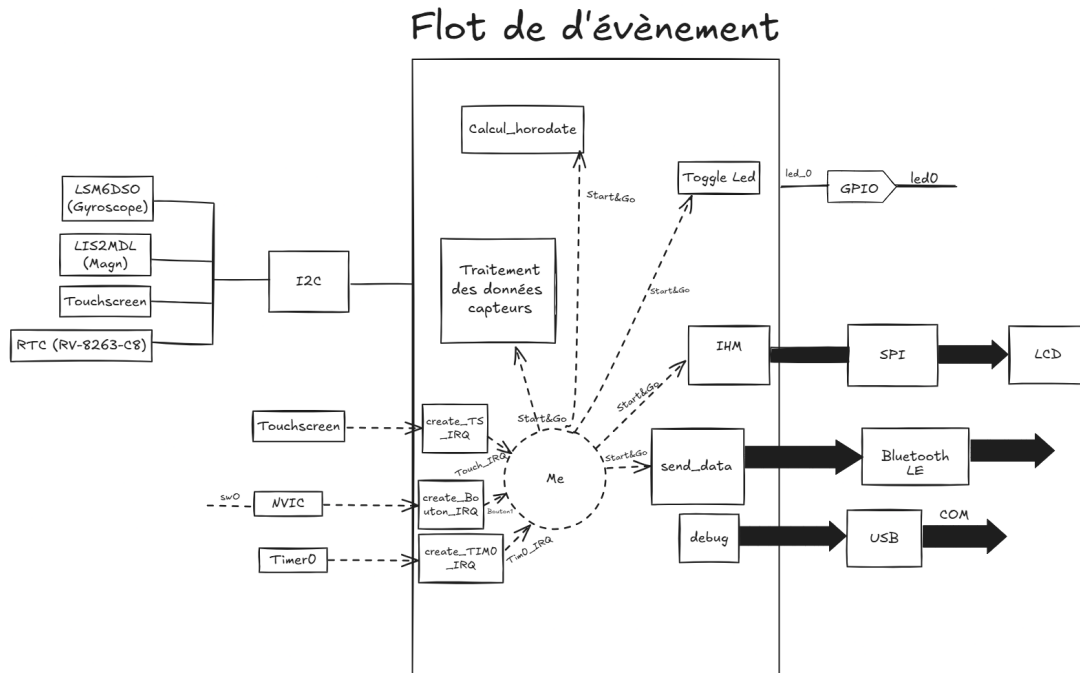 Flot de d'évènement
Calcul_horodate
Toggle Led
led_0
GPIO
led0
LSM6DSO
(Gyroscope)
LIS2MDL
(Magn)
Touchscreen
RTC (RV-8263-C8)
I2C
Start&Go
Traitement
des données
capteurs
Start&Go
IHM
SPI
LCD
Start&Go
Start&Go
Touchscreen
create_TS
_IRQ
Touch_IRQ
Start&Go
send_data
Bluetooth
LE
Me
sw0
NVIC
create_Bo
uton_IRQ
Bouton1
debug
USB
COM
Timer0
create_TIM0
_IRQ
Tim0_IRQ